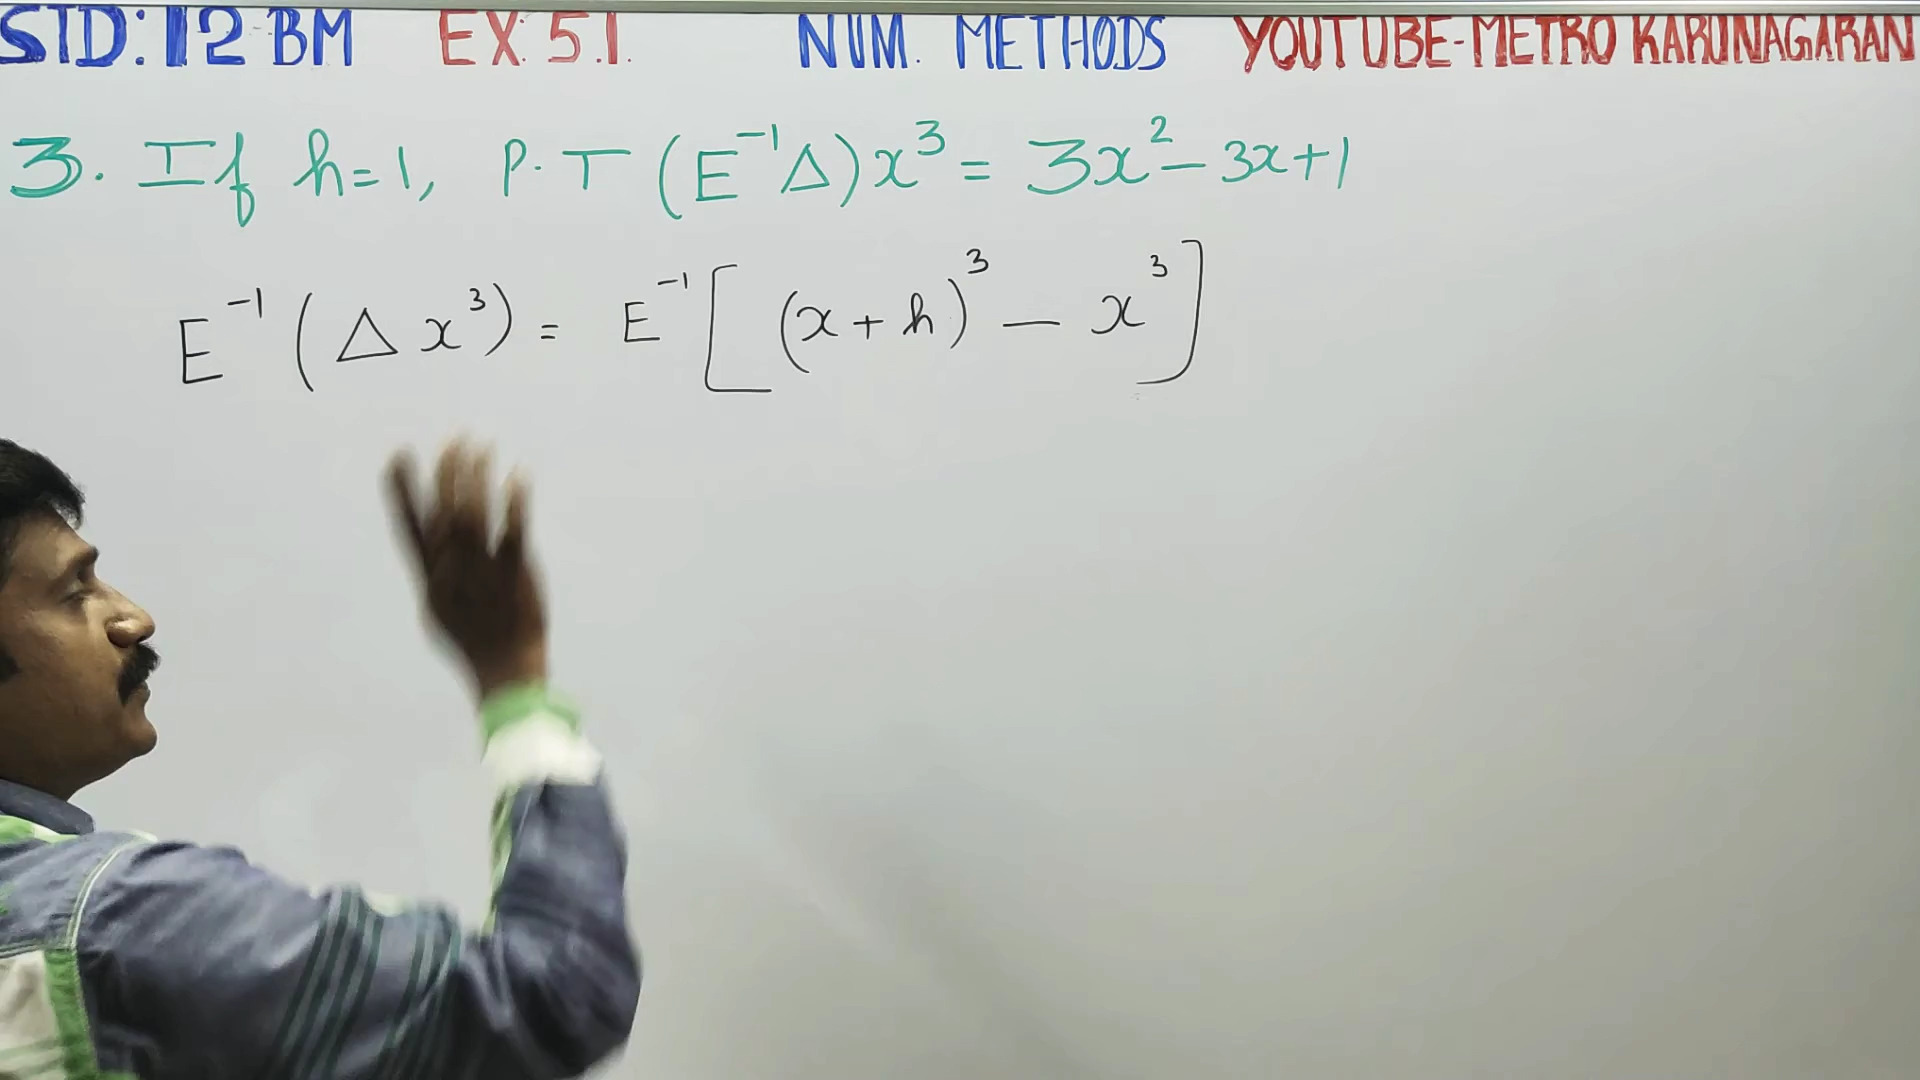 STD: 12 BM EX. 5.1. NUM. METHODS YOUTUBE-METRO KARUNAGARAN
3. If h=1, P.T (E⁻¹Δ)x³ = 3x² - 3x+1
E⁻¹(Δx³) = E⁻¹[(x+h)³ - x³]